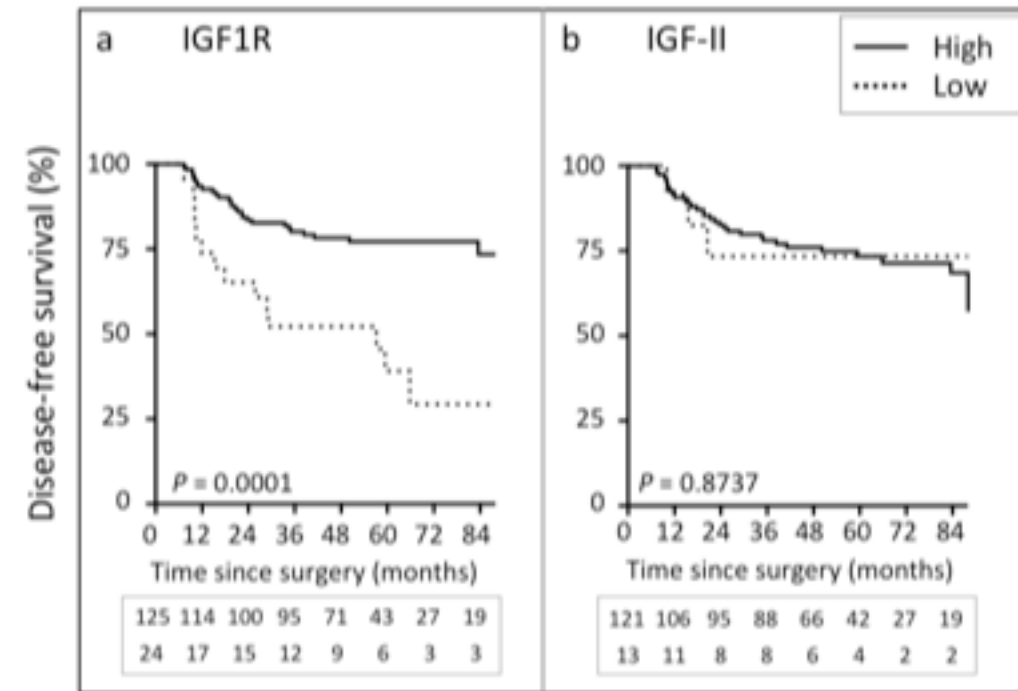 a IGF1R
b IGF-II
High
Low
Disease-free survival (%)
100
75
50
25
0
P = 0.0001
0 12 24 36 48 60 72 84
Time since surgery (months)
125 114 100 95 71 43 27 19
24 17 15 12 9 6 3 3
100
75
50
25
0
P = 0.8737
0 12 24 36 48 60 72 84
Time since surgery (months)
121 106 95 88 66 42 27 19
13 11 8 8 6 4 2 2